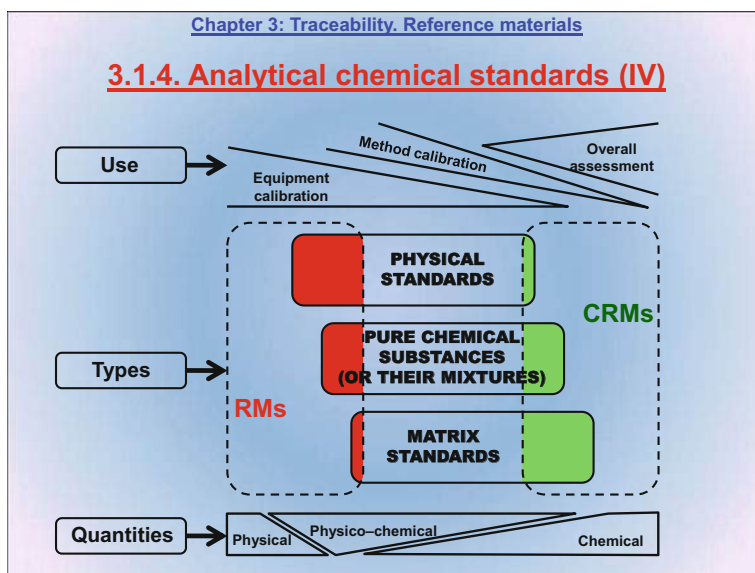 Chapter 3: Traceability. Reference materials
3.1.4. Analytical chemical standards (IV)
Use
Equipment
calibration
Method calibration
Overall
assessment
Types
RMs
PHYSICAL
STANDARDS
PURE CHEMICAL
SUBSTANCES
(OR THEIR MIXTURES)
MATRIX
STANDARDS
CRMs
Quantities
Physical
Physico–chemical
Chemical